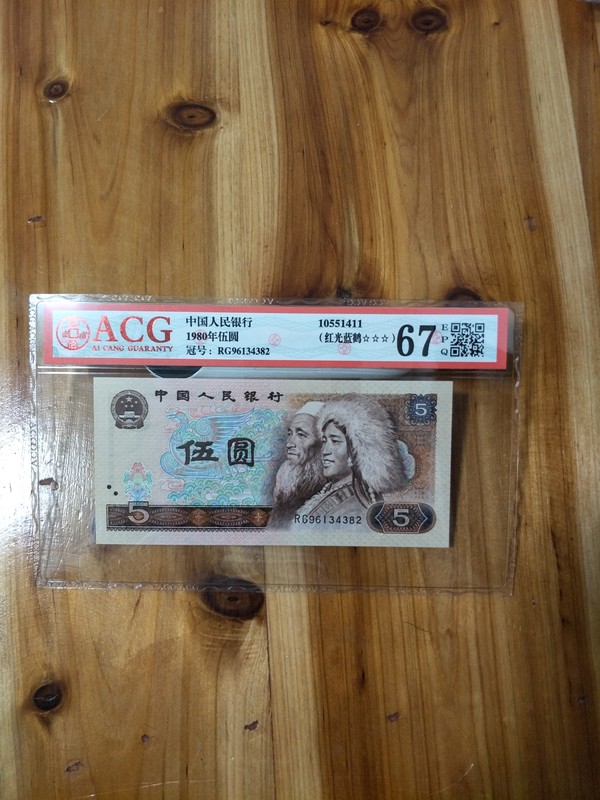 ACG
AI CANG GUARANTY
中国人民银行
1980年伍圆
冠号：RG96134382
10551411
（红光蓝鹤☆☆☆）
67
E
P
Q
中国人民银行
5
伍圆
5
RG96134382
5